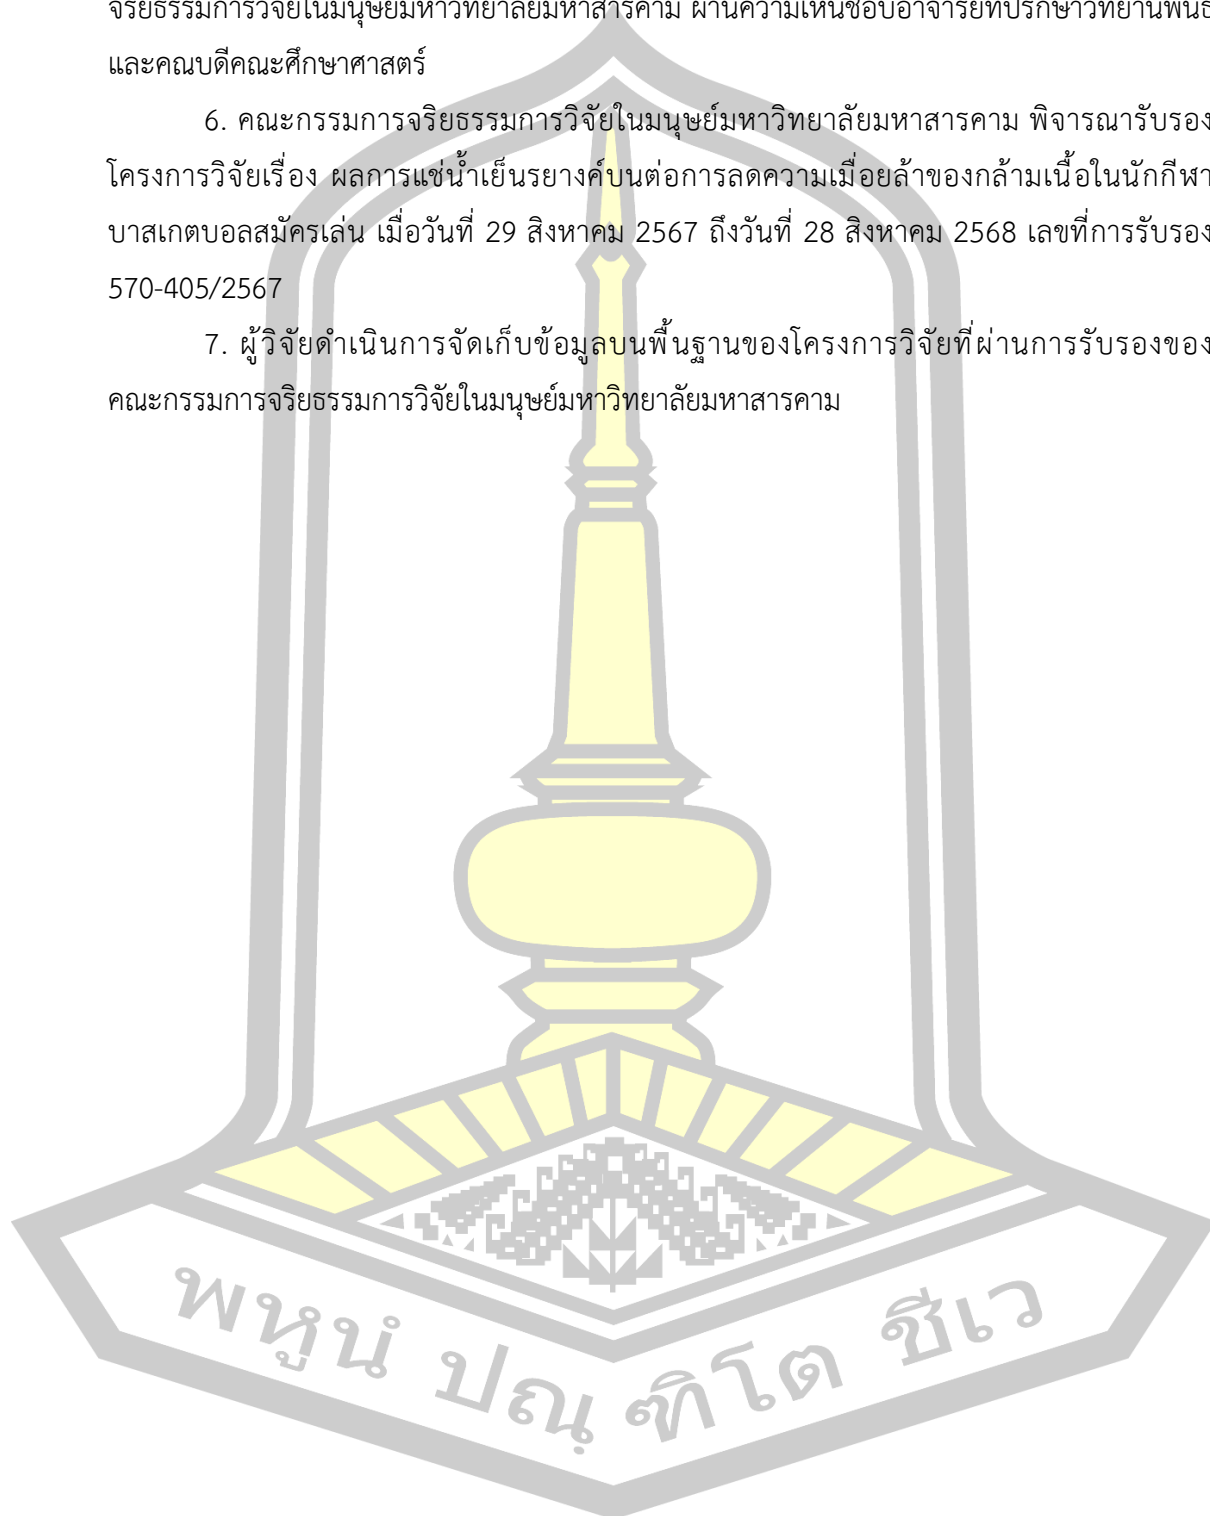 จริยธรรมการวิจัยในมนุษย์มหาวิทยาลัยมหาสารคาม ผ่านความเห็นชอบอาจารย์ที่ปรึกษาวิทยานิพนธ์
และคณบดีคณะศึกษาศาสตร์
6. คณะกรรมการจริยธรรมการวิจัยในมนุษย์มหาวิทยาลัยมหาสารคาม พิจารณารับรอง
โครงการวิจัยเรื่อง ผลการแช่น้ำเย็นรยางค์บนต่อการลดความเมื่อยล้าของกล้ามเนื้อในนักกีฬา
บาสเกตบอลสมัครเล่น เมื่อวันที่ 29 สิงหาคม 2567 ถึงวันที่ 28 สิงหาคม 2568 เลขที่การรับรอง
570-405/2567
7. ผู้วิจัยดำเนินการจัดเก็บข้อมูลบนพื้นฐานของโครงการวิจัยที่ผ่านการรับรองของ
คณะกรรมการจริยธรรมการวิจัยในมนุษย์มหาวิทยาลัยมหาสารคาม
พหูนํ ปณฺฑิโต ชีเว